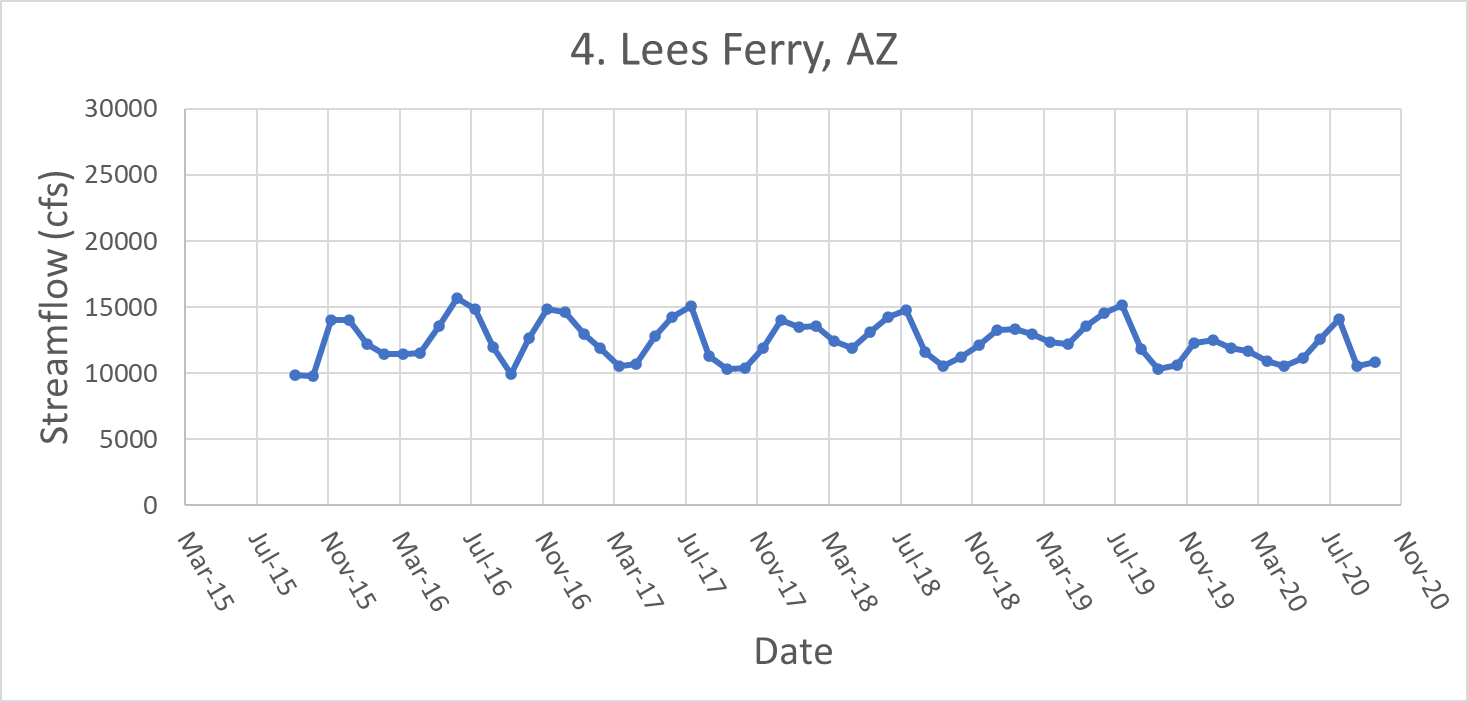 4. Lees Ferry, AZ
30000
25000
20000
15000
10000
5000
0
Streamflow (cfs)
Mar-15
Jul-15
Nov-15
Mar-16
Jul-16
Nov-16
Mar-17
Jul-17
Nov-17
Mar-18
Jul-18
Nov-18
Mar-19
Jul-19
Nov-19
Mar-20
Jul-20
Nov-20
Date